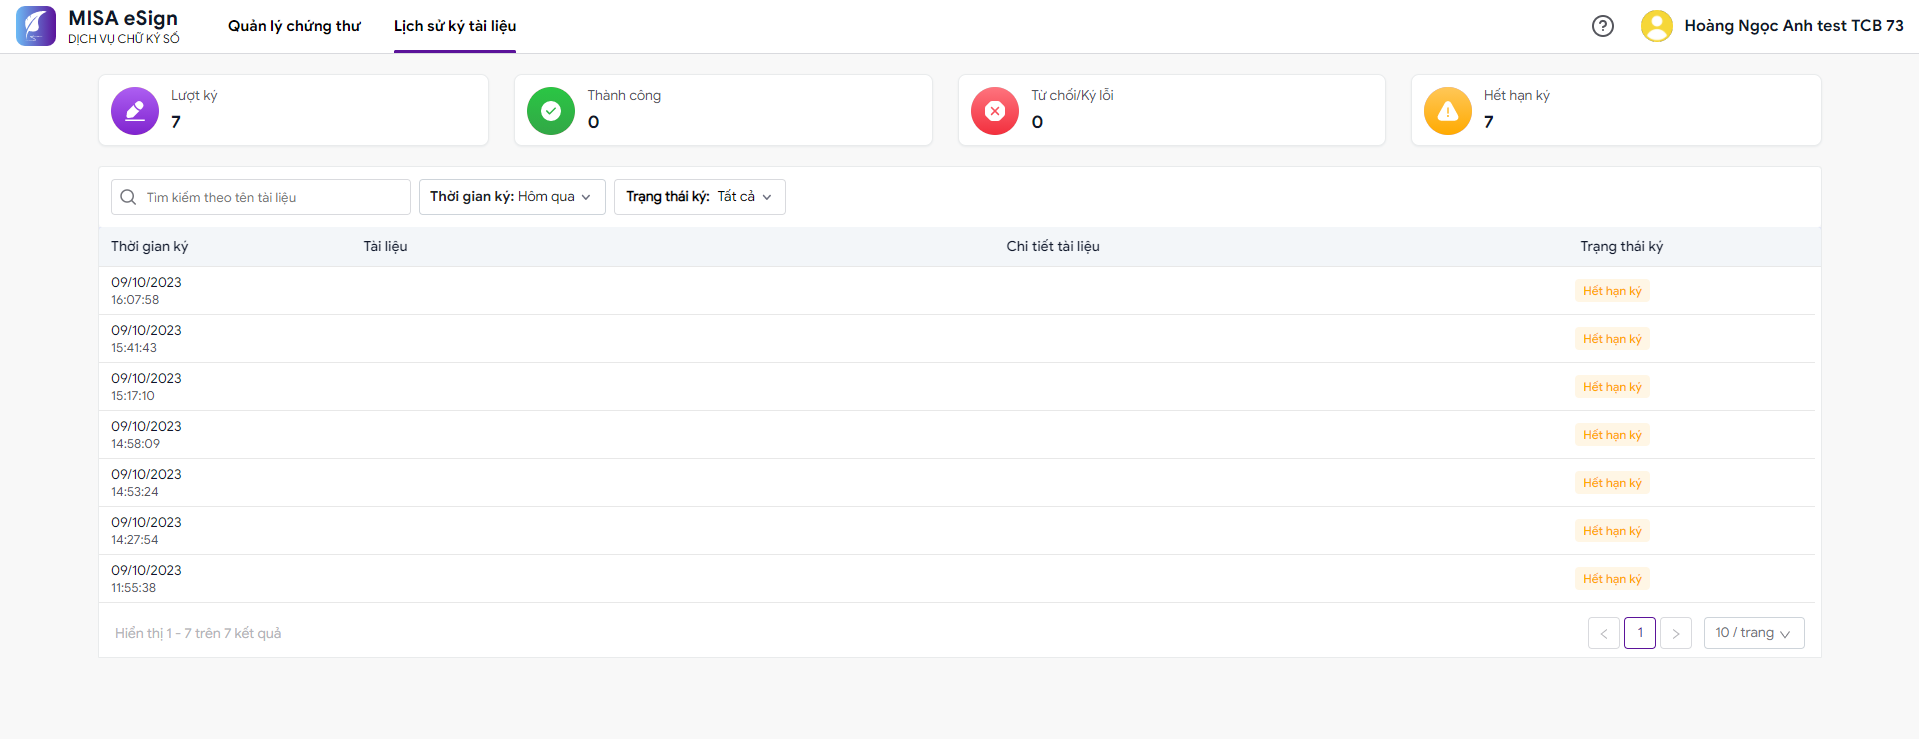 MISA eSign
DỊCH VỤ CHỮ KÝ SỐ
Quản lý chứng thư
Lịch sử ký tài liệu
Hoàng Ngọc Anh test TCB 73
Lượt ký
7
Thành công
0
Từ chối/Ký lỗi
0
Hết hạn ký
7
Tìm kiếm theo tên tài liệu
Thời gian ký: Hôm qua
Trạng thái ký: Tất cả
Thời gian ký Tài liệu Chi tiết tài liệu Trạng thái ký
09/10/2023
16:07:58
Hết hạn ký
09/10/2023
15:41:43
Hết hạn ký
09/10/2023
15:17:10
Hết hạn ký
09/10/2023
14:58:09
Hết hạn ký
09/10/2023
14:53:24
Hết hạn ký
09/10/2023
14:27:54
Hết hạn ký
09/10/2023
11:55:38
Hết hạn ký
Hiển thị 1 - 7 trên 7 kết quả
< 1 >
10 / trang